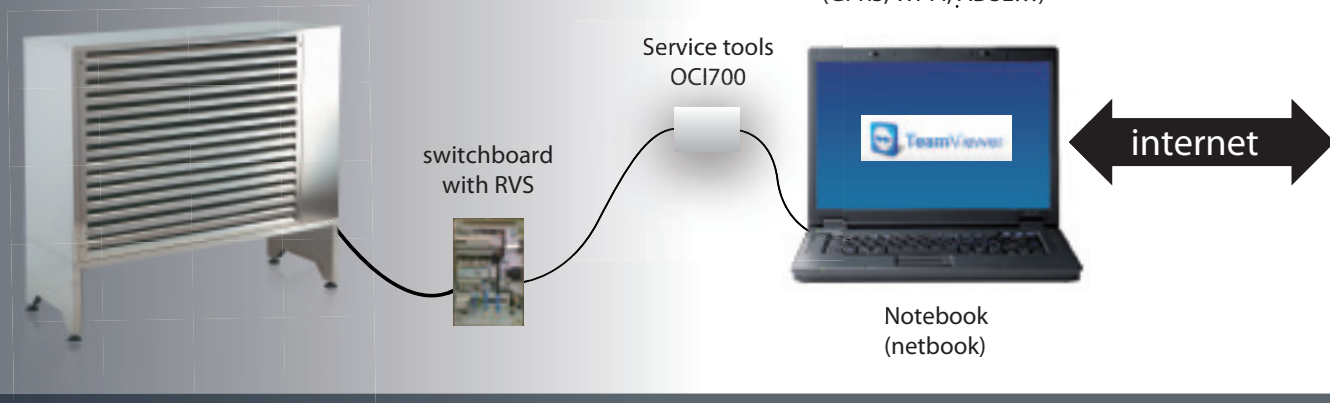 Service tools
OCI700
switchboard
with RVS
TeamViewer
internet
Notebook
(netbook)